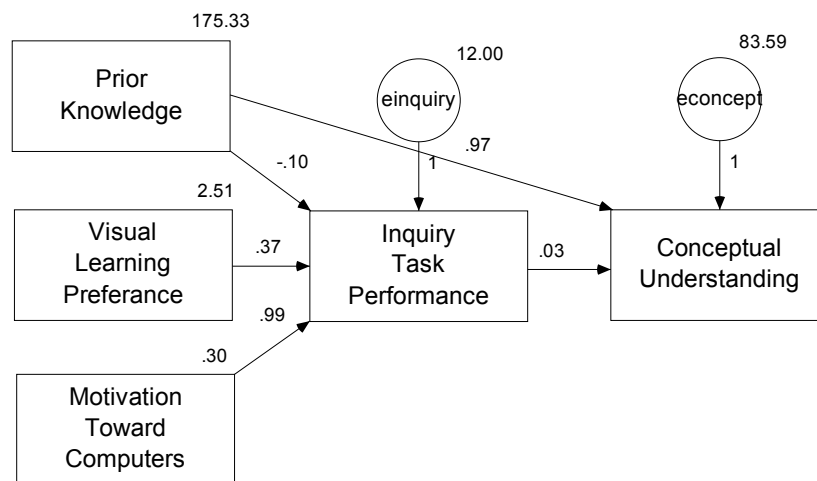 175.33
Prior
Knowledge
12.00
einquiry
83.59
econcept
.97
1
1
-.10
2.51
Visual
Learning
Preferance
.37
Inquiry
Task
Performance
.03
Conceptual
Understanding
.99
.30
Motivation
Toward
Computers